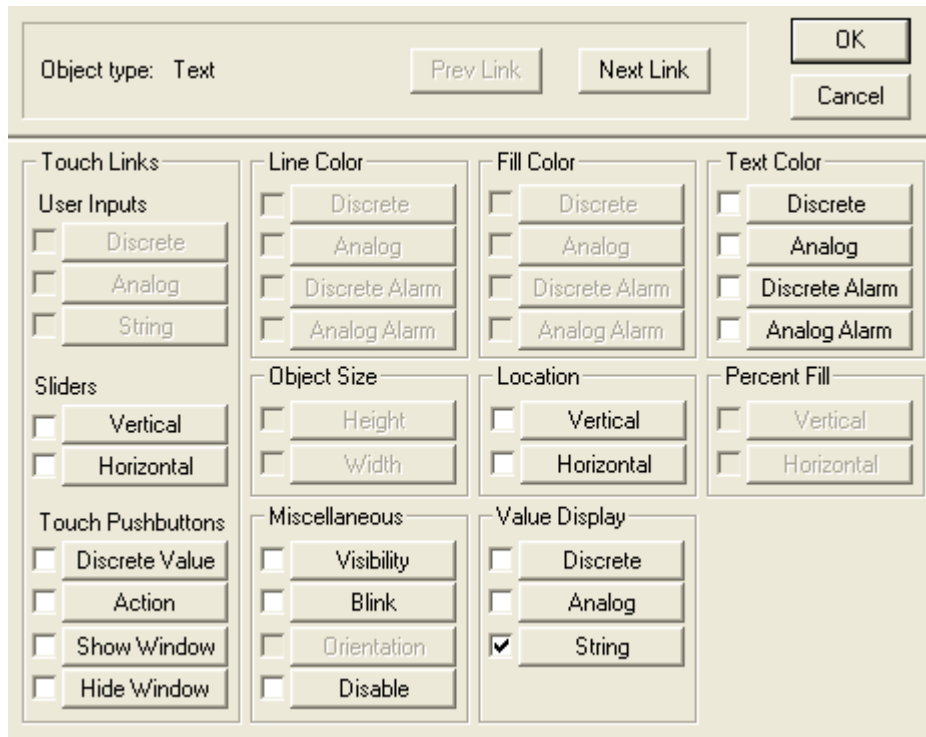 Object type: Text
Prev Link
Next Link
OK
Cancel
Touch Links
User Inputs
Discrete
Analog
String
Sliders
Vertical
Horizontal
Touch Pushbuttons
Discrete Value
Action
Show Window
Hide Window
Line Color
Discrete
Analog
Discrete Alarm
Analog Alarm
Object Size
Height
Width
Miscellaneous
Visibility
Blink
Orientation
Disable
Fill Color
Discrete
Analog
Discrete Alarm
Analog Alarm
Location
Vertical
Horizontal
Value Display
Discrete
Analog
String
Text Color
Discrete
Analog
Discrete Alarm
Analog Alarm
Percent Fill
Vertical
Horizontal